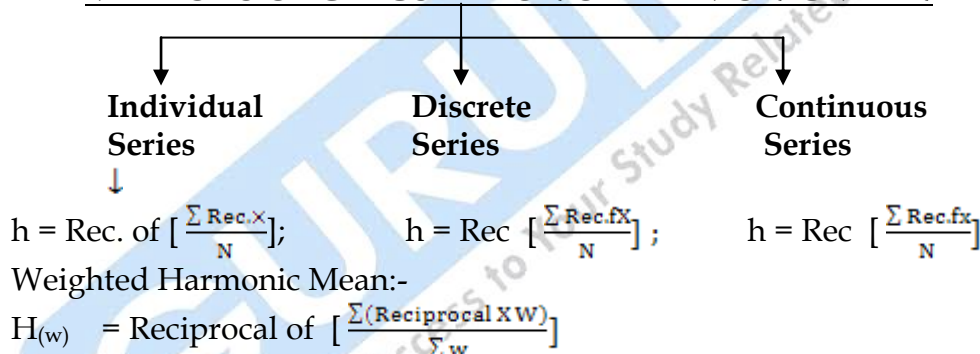 Individual Discrete Continuous
Series Series Series
↓
h = Rec. of [ ∑ Rec.× / N ]; h = Rec [ ∑ Rec.fX / N ] ; h = Rec [ ∑ Rec.fx / N ]
Weighted Harmonic Mean:-
H(w) = Reciprocal of [ ∑(Reciprocal X W) / ∑ w ]